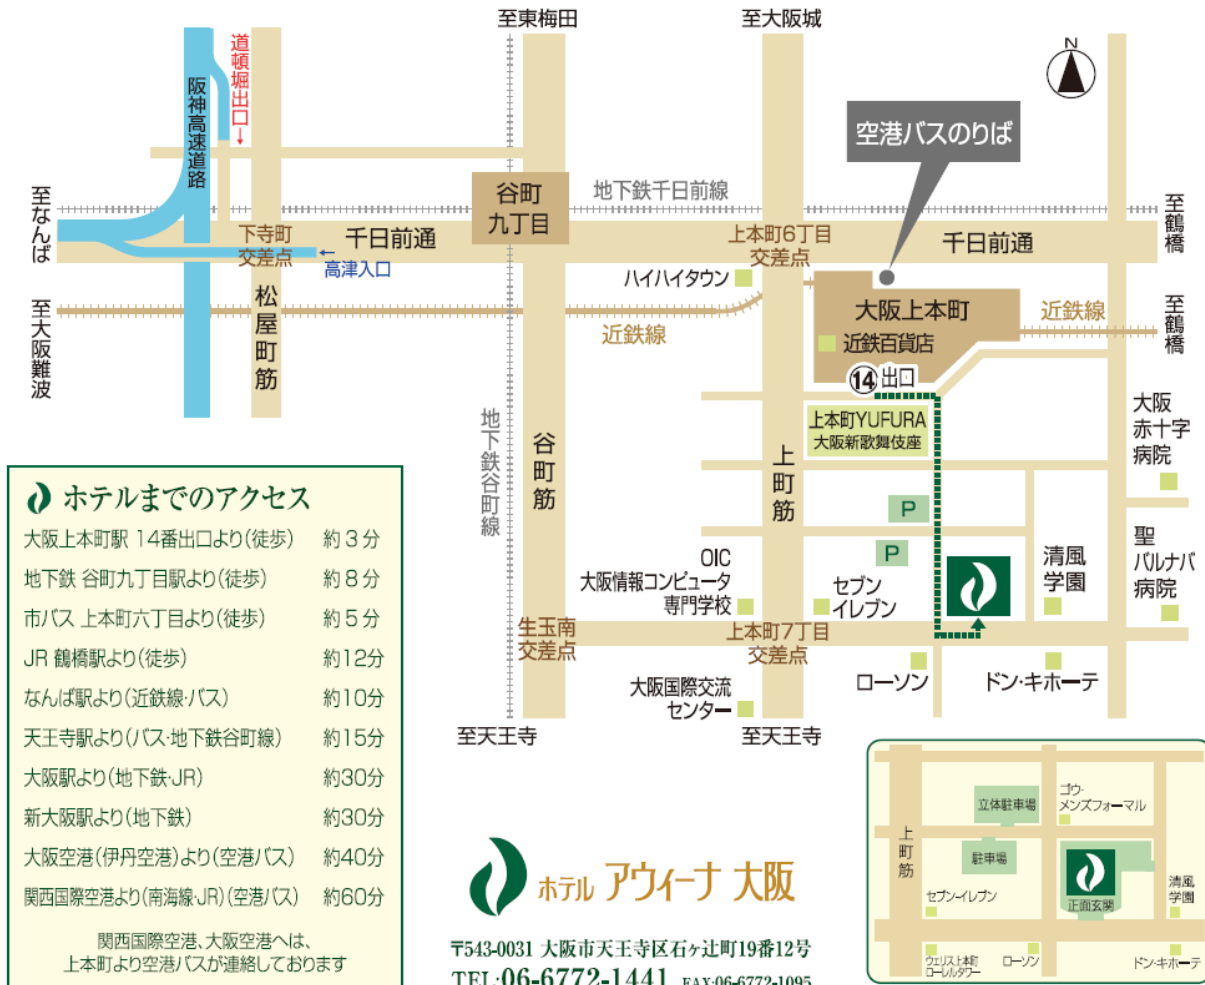 至東梅田
至大阪城
N
道頓堀出口→
阪神高速道路
空港バスのりば
谷町
九丁目
地下鉄千日前線
至なんば
至鶴橋
下寺町
交差点
千日前通
←
高津入口
上本町6丁目
交差点
千日前通
ハイハイタウン
松屋町筋
大阪上本町
近鉄百貨店
至大阪難波
近鉄線
近鉄線
至鶴橋
14 出口
上本町YUFURA
大阪新歌舞伎座
大阪
赤十字
病院
地下鉄谷町線
谷町筋
上町筋
P
P
OIC
大阪情報コンピュータ
専門学校
セブン
イレブン
清風
学園
聖
バルナバ
病院
生玉南
交差点
上本町7丁目
交差点
大阪国際交流
センター
ローソン
ドン・キホーテ
至天王寺
至天王寺
ホテルまでのアクセス
大阪上本町駅 14番出口より(徒歩) 約3分
地下鉄 谷町九丁目駅より(徒歩) 約8分
市バス 上本町六丁目より(徒歩) 約5分
JR 鶴橋駅より(徒歩) 約12分
なんば駅より(近鉄線・バス) 約10分
天王寺駅より(バス・地下鉄谷町線) 約15分
大阪駅より(地下鉄・JR) 約30分
新大阪駅より(地下鉄) 約30分
大阪空港(伊丹空港)より(空港バス) 約40分
関西国際空港より(南海線・JR)(空港バス) 約60分
関西国際空港、大阪空港へは、
上本町より空港バスが連絡しております
ホテル アウィーナ 大阪
〒543-0031 大阪市天王寺区石ヶ辻町19番12号
TEL:06-6772-1441 FAX:06-6772-1095
立体駐車場
ゴウ・
メンズフォーマル
上町筋
駐車場
セブン-イレブン
正面玄関
清風
学園
ウェリス上本町
ローレルタワー
ローソン
ドン・キホーテ